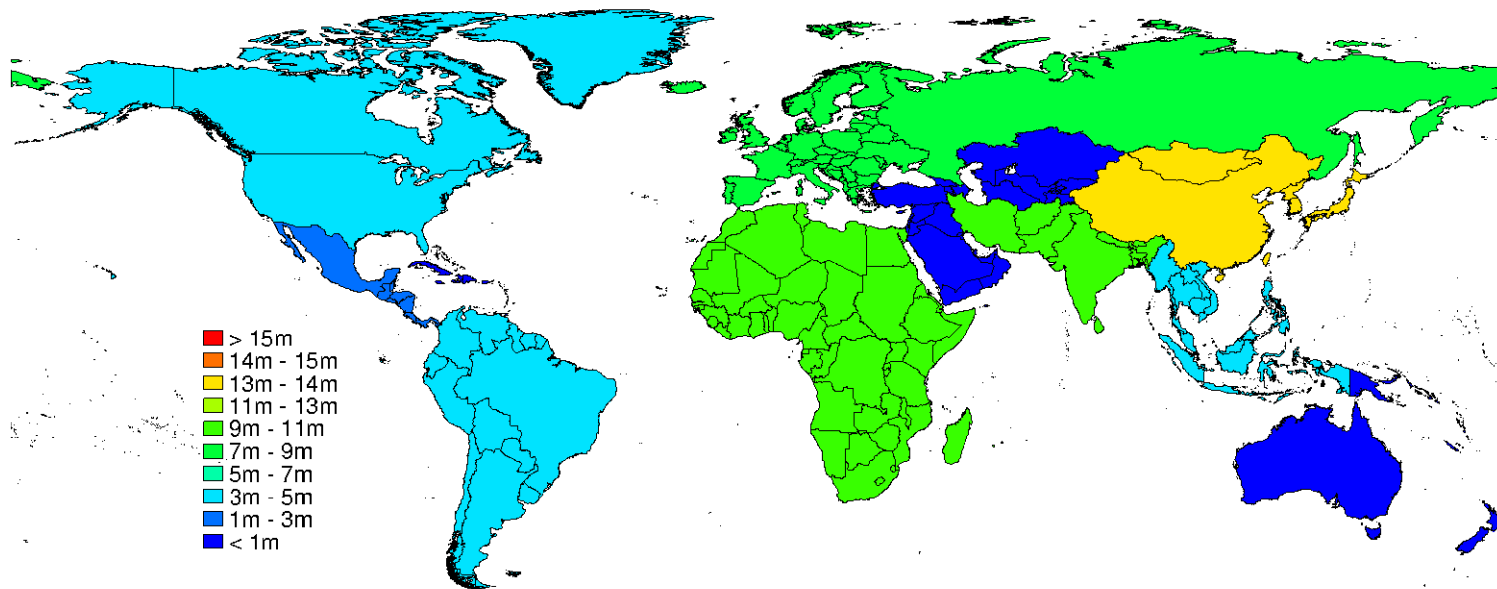 > 15m
14m - 15m
13m - 14m
11m - 13m
9m - 11m
7m - 9m
5m - 7m
3m - 5m
1m - 3m
< 1m